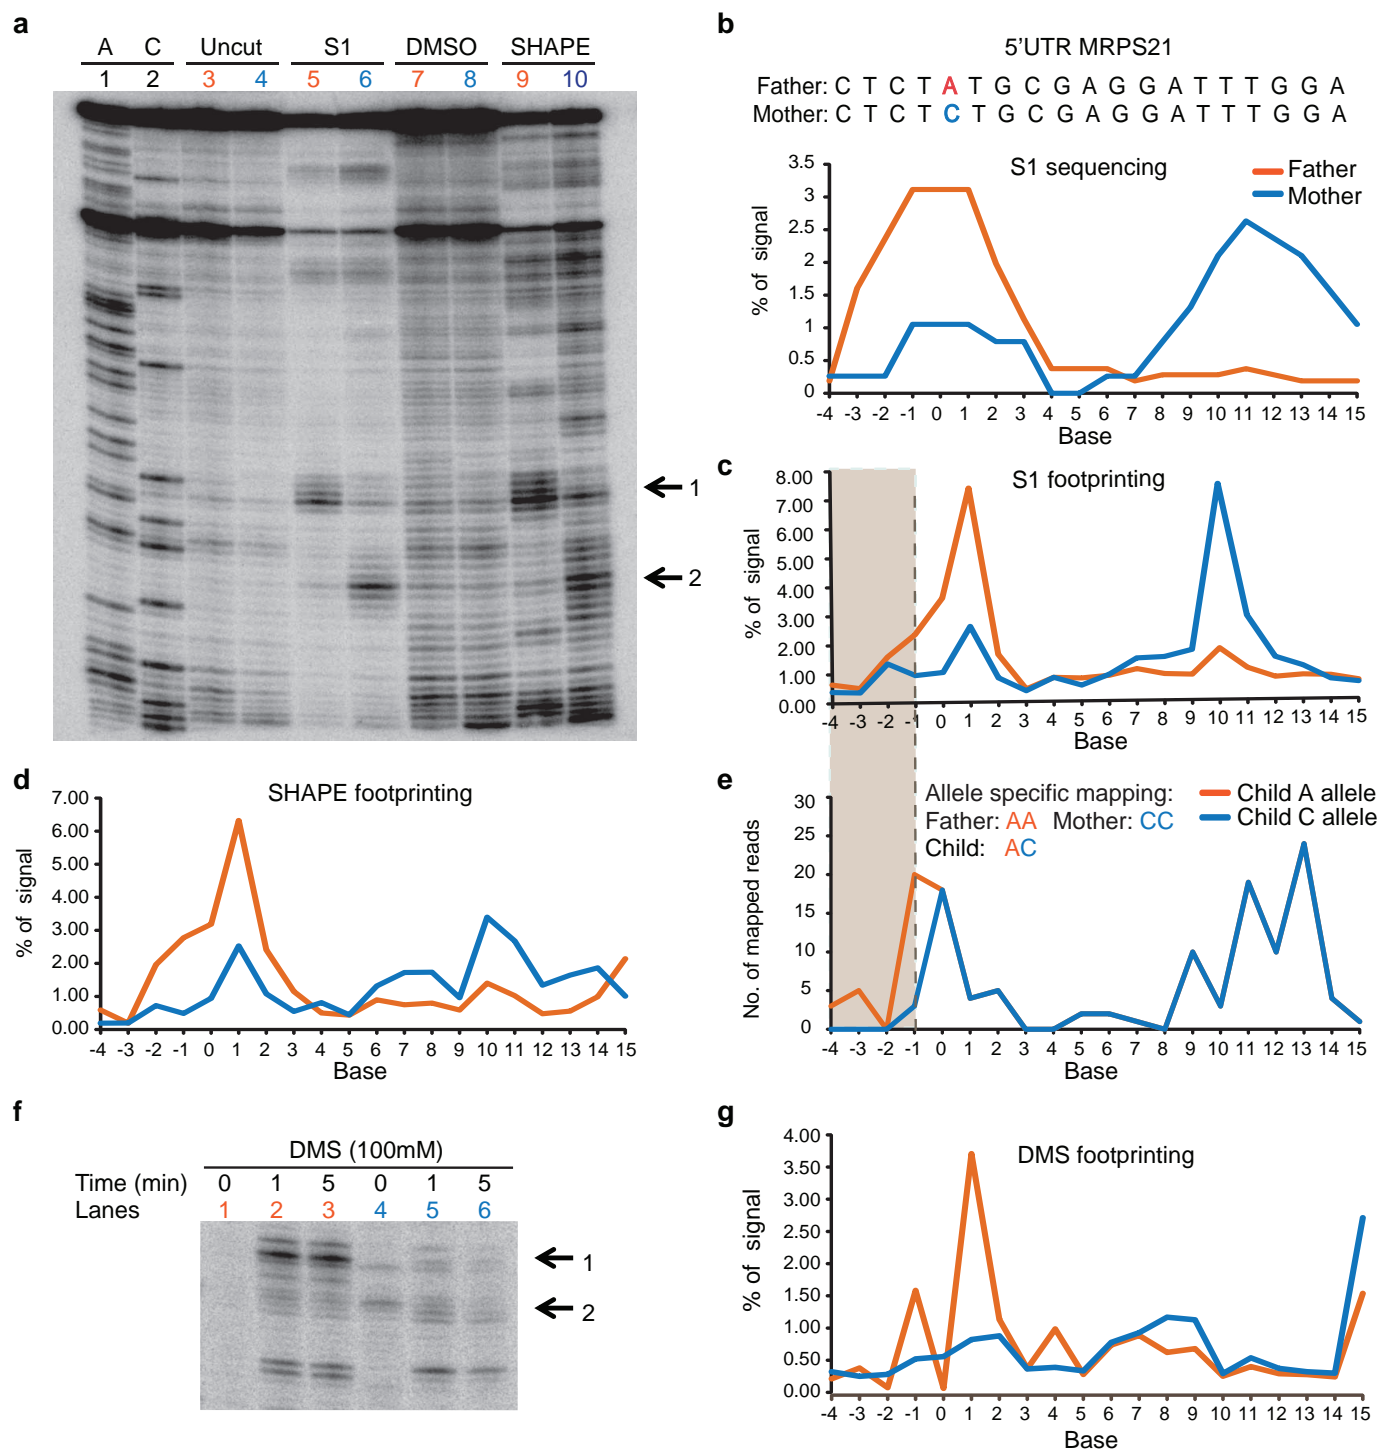 a
A C Uncut S1 DMSO SHAPE
1 2 3 4 5 6 7 8 9 10
1
2
b
5'UTR MRPS21
Father: C T C T A T G C G A G G A T T T G G A
Mother: C T C T C T G C G A G G A T T T G G A
S1 sequencing
Father
Mother
% of signal
3.5
3
2.5
2
1.5
1
0.5
0
-4 -3 -2 -1 0 1 2 3 4 5 6 7 8 9 10 11 12 13 14 15
Base
c
S1 footprinting
% of signal
8.00
7.00
6.00
5.00
4.00
3.00
2.00
1.00
0.00
-4 -3 -2 -1 0 1 2 3 4 5 6 7 8 9 10 11 12 13 14 15
Base
d
SHAPE footprinting
% of signal
7.00
6.00
5.00
4.00
3.00
2.00
1.00
0.00
-4 -3 -2 -1 0 1 2 3 4 5 6 7 8 9 10 11 12 13 14 15
Base
e
Allele specific mapping:
Father: AA Mother: CC
Child: AC
Child A allele
Child C allele
No. of mapped reads
30
25
20
15
10
5
0
-4 -3 -2 -1 0 1 2 3 4 5 6 7 8 9 10 11 12 13 14 15
Base
f
DMS (100mM)
Time (min) 0 1 5 0 1 5
Lanes 1 2 3 4 5 6
1
2
g
DMS footprinting
% of signal
4.00
3.50
3.00
2.50
2.00
1.50
1.00
0.50
0.00
-4 -3 -2 -1 0 1 2 3 4 5 6 7 8 9 10 11 12 13 14 15
Base